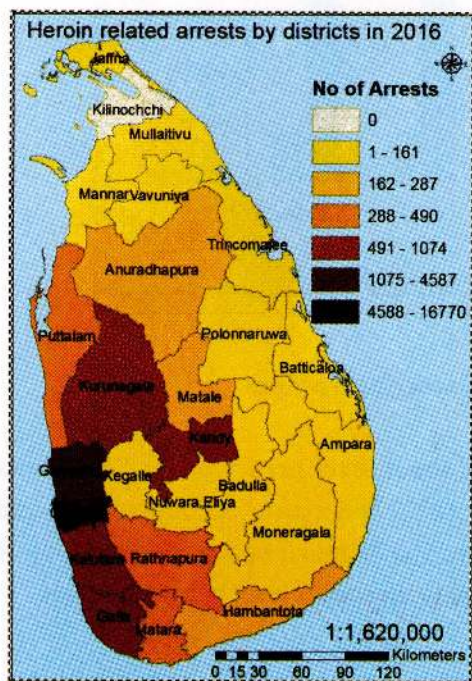 Heroin related arrests by districts in 2016
Jaffna
Kilinochchi
Mullaitivu
Mannar
Vavuniya
Trincomalee
Anuradhapura
Puttalam
Polonnaruwa
Batticaloa
Kurunagala
Matale
Kandy
Ampara
Kegalle
Badulla
Nuwara Eliya
Moneragala
Rathnapura
Hambantota
Galle
Matara
No of Arrests
0
1 - 161
162 - 287
288 - 490
491 - 1074
1075 - 4587
4588 - 16770
1:1,620,000
Kilometers
0 15 30 60 90 120